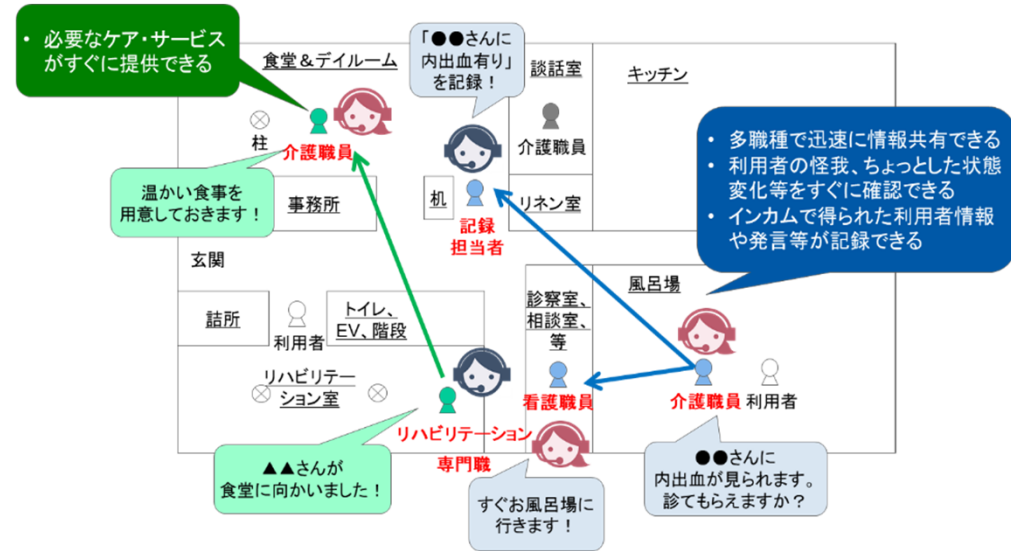 • 必要なケア・サービス
がすぐに提供できる
食堂＆デイルーム
柱
介護職員
温かい食事を
用意しておきます！
事務所
「●●さんに
内出血有り」
を記録！
机
記録
担当者
談話室
介護職員
リネン室
キッチン
• 多職種で迅速に情報共有できる
• 利用者の怪我、ちょっとした状態
変化等をすぐに確認できる
• インカムで得られた利用者情報
や発言等が記録できる
玄関
詰所
利用者
トイレ、
EV、階段
リハビリテー
ション室
リハビリテーション
専門職
▲▲さんが
食堂に向かいました！
診察室、
相談室、
等
看護職員
すぐお風呂場に
行きます！
風呂場
介護職員
利用者
●●さんに
内出血が見られます。
診てもらえますか？